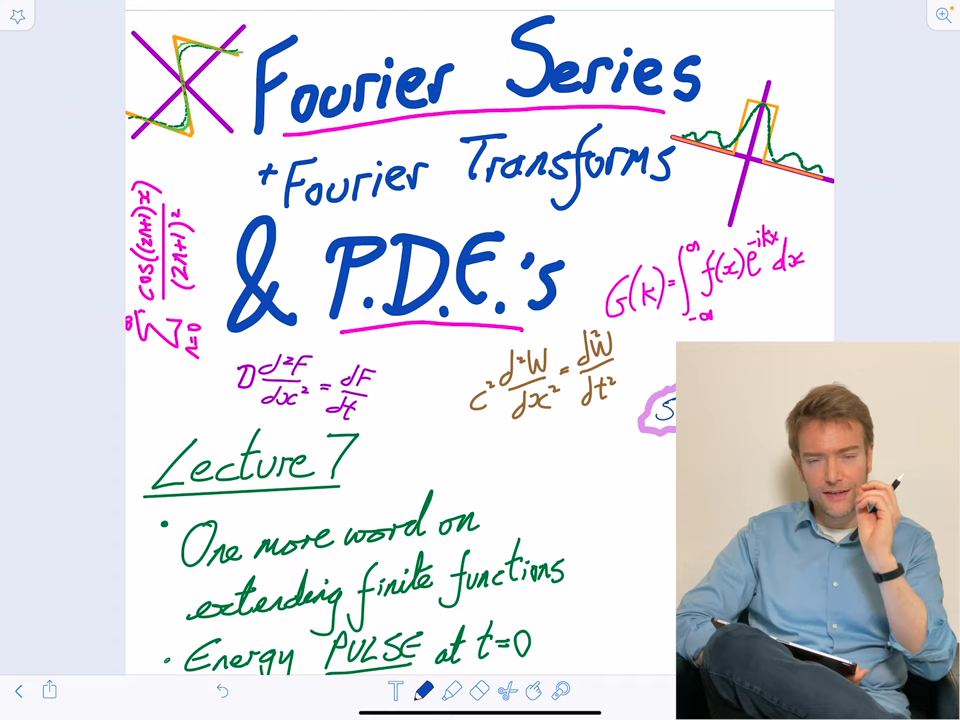 Fourier Series
+ Fourier Transforms
& P.D.E.'s
∞ Σ n=0 cos((2n+1)x) / (2n+1)²
G(k) = ∫_{-∞}^{∞} f(x) e^{-ikx} dx
D d²F/dx² = dF/dt
c² d²W/dx² = d²W/dt²
S
Lecture 7
• One more word on
extending finite functions
• Energy PULSE at t=0
T